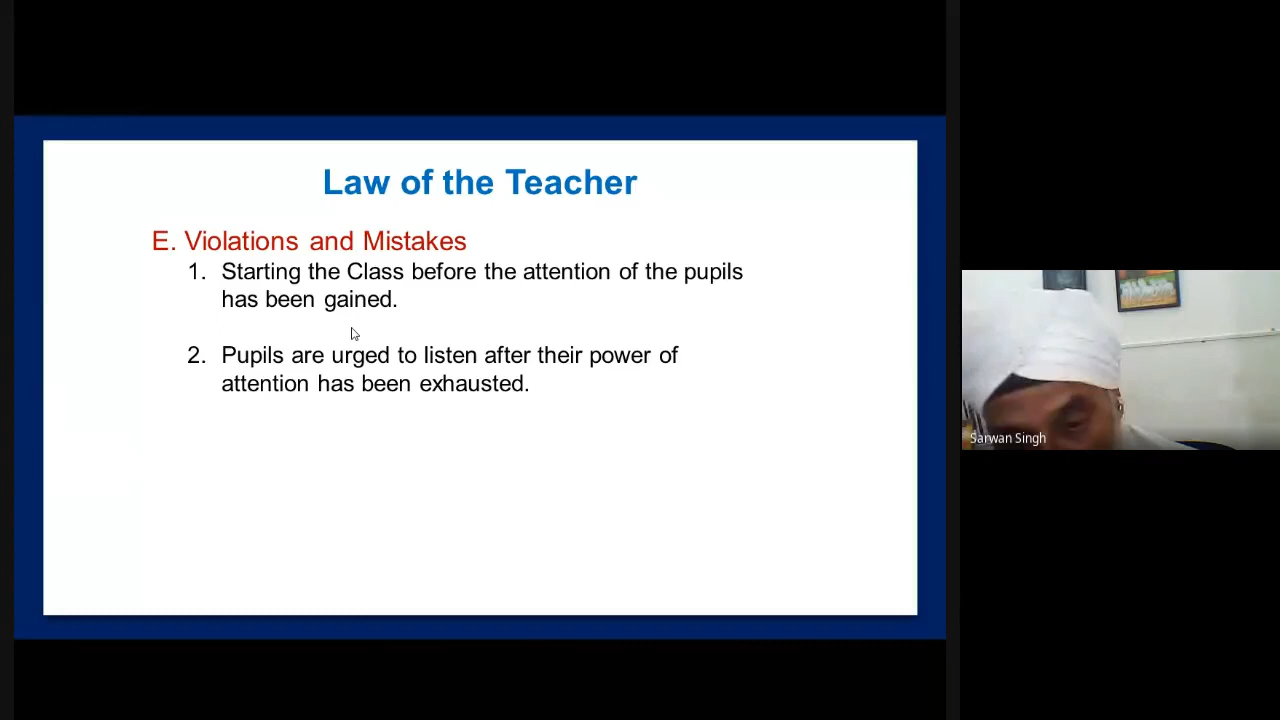 Law of the Teacher
E. Violations and Mistakes
1. Starting the Class before the attention of the pupils
has been gained.
2. Pupils are urged to listen after their power of
attention has been exhausted.
Sarwan Singh